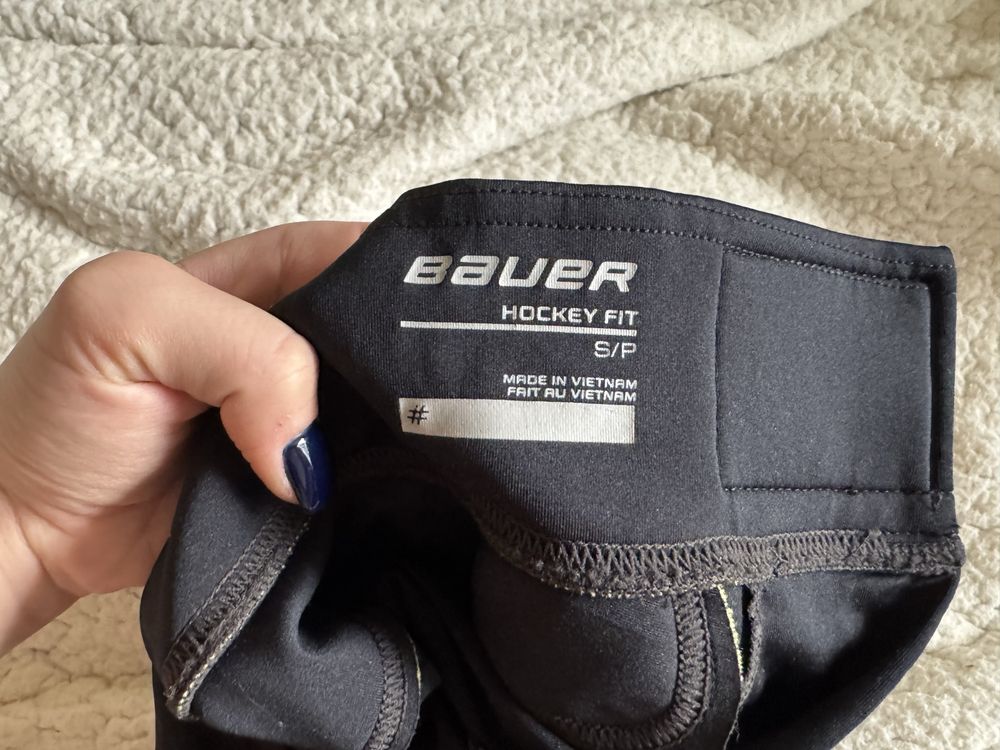 BAUER
HOCKEY FIT
S/P
MADE IN VIETNAM
FAIT AU VIETNAM
#